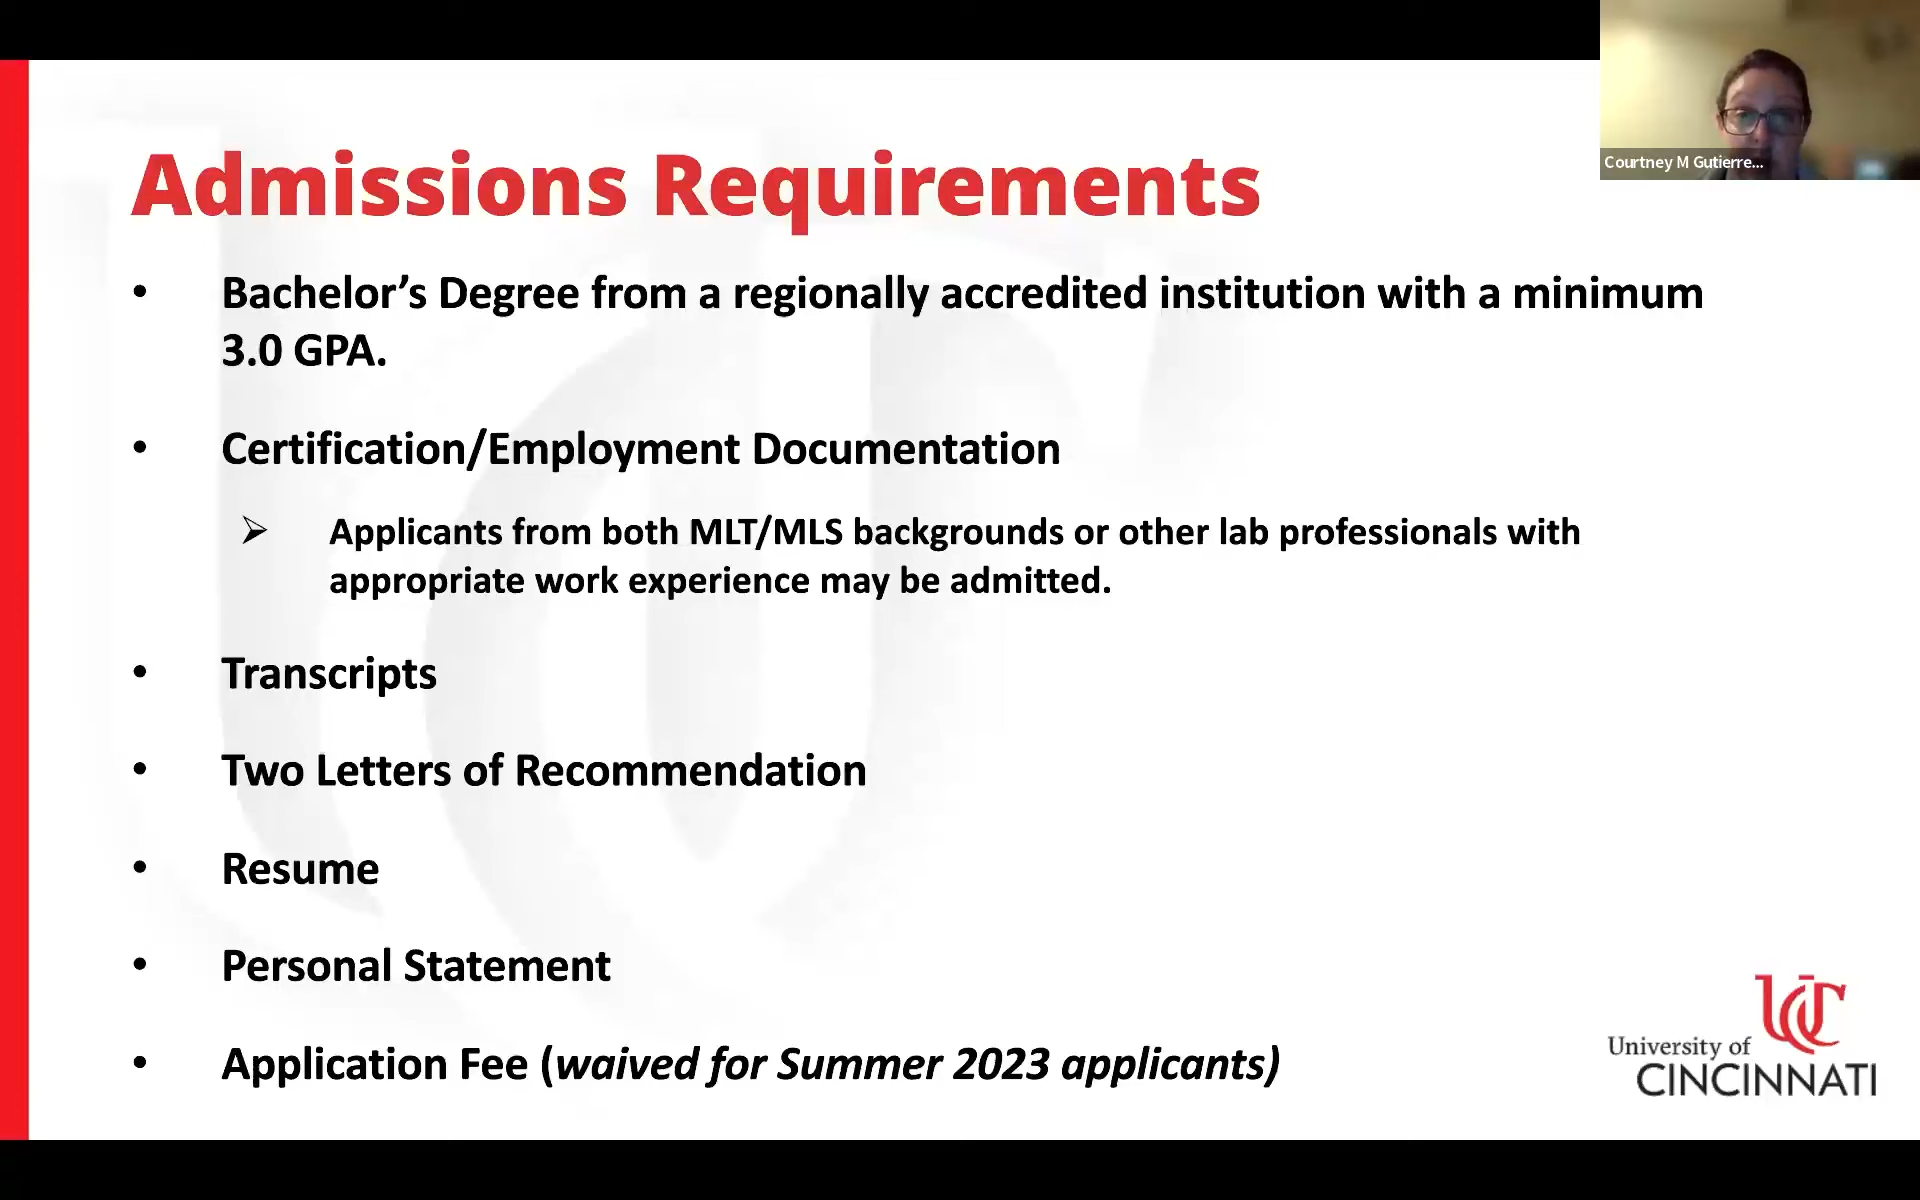 Courtney M Gutierre...
Admissions Requirements
• Bachelor’s Degree from a regionally accredited institution with a minimum
3.0 GPA.
• Certification/Employment Documentation
➢ Applicants from both MLT/MLS backgrounds or other lab professionals with
appropriate work experience may be admitted.
• Transcripts
• Two Letters of Recommendation
• Resume
• Personal Statement
• Application Fee (waived for Summer 2023 applicants)
UC
University of
CINCINNATI